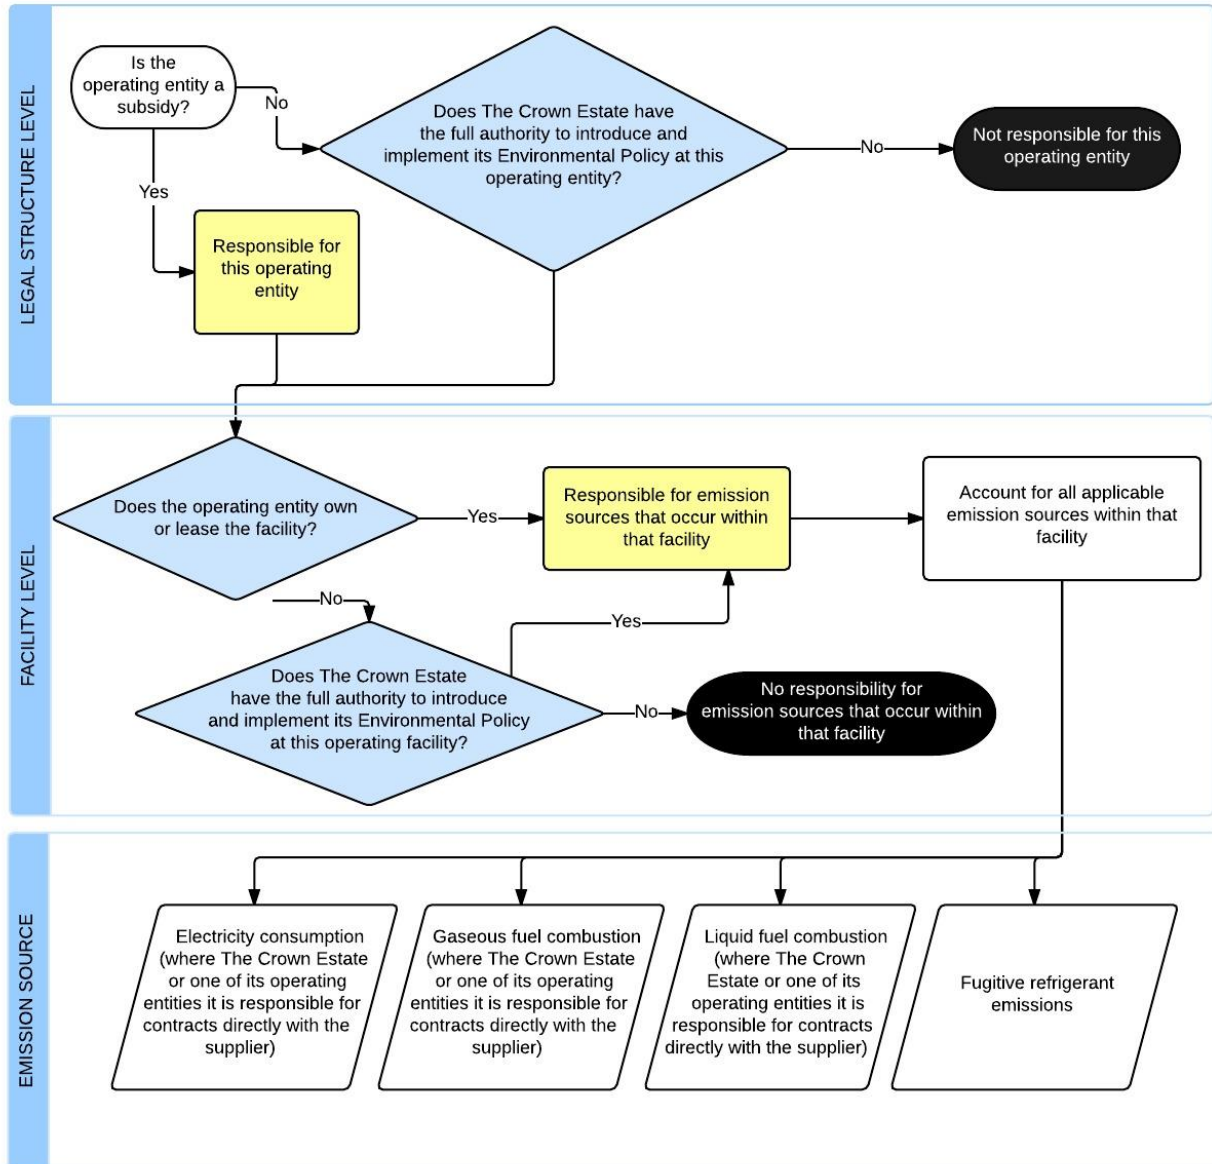 LEGAL STRUCTURE LEVEL
Is the
operating entity a
subsidy?
No
Yes
Does The Crown Estate have
the full authority to introduce and
implement its Environmental Policy at this
operating entity?
No
Not responsible for this
operating entity
Responsible for
this operating
entity
FACILITY LEVEL
Does the operating entity own
or lease the facility?
Yes
Responsible for emission
sources that occur within
that facility
Account for all applicable
emission sources within that
facility
No
Yes
Does The Crown Estate
have the full authority to introduce
and implement its Environmental Policy
at this operating facility?
No
No responsibility for
emission sources that occur within
that facility
EMISSION SOURCE
Electricity consumption
(where The Crown Estate
or one of its operating
entities it is responsible for
contracts directly with the
supplier)
Gaseous fuel combustion
(where The Crown Estate
or one of its operating
entities it is responsible for
contracts directly with the
supplier)
Liquid fuel combustion
(where The Crown
Estate or one of its
operating entities it is
responsible for contracts
directly with the supplier)
Fugitive refrigerant
emissions